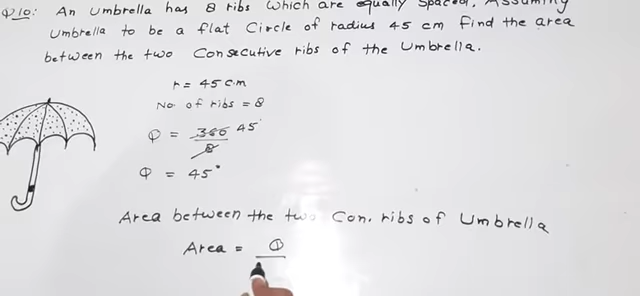 Q10: An Umbrella has 8 ribs which are equally spaced, Assuming
Umbrella to be a flat Circle of radius 45 cm Find the area
between the two Consecutive ribs of the Umbrella.
r = 45 cm
No. of ribs = 8
θ = 360 45°
8
θ = 45°
Area between the two Con. ribs of Umbrella
Area = θ